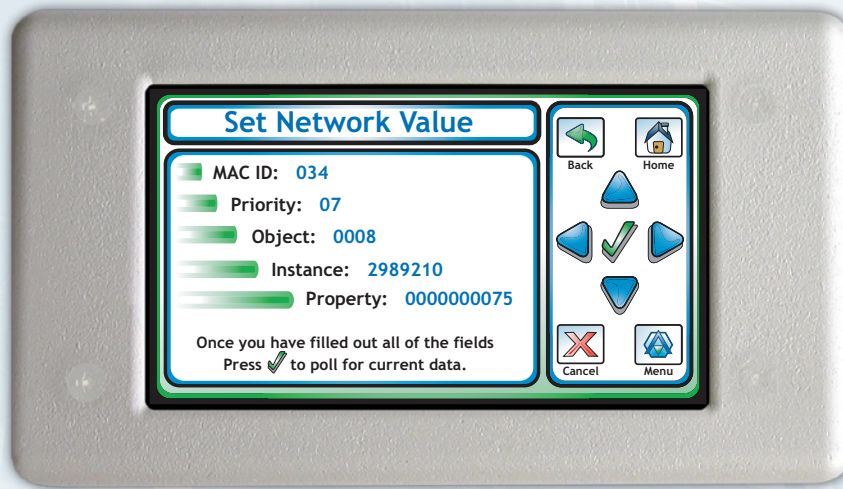 Set Network Value
MAC ID: 034
Priority: 07
Object: 0008
Instance: 2989210
Property: 0000000075
Once you have filled out all of the fields
Press to poll for current data.
Back
Home
Cancel
Menu